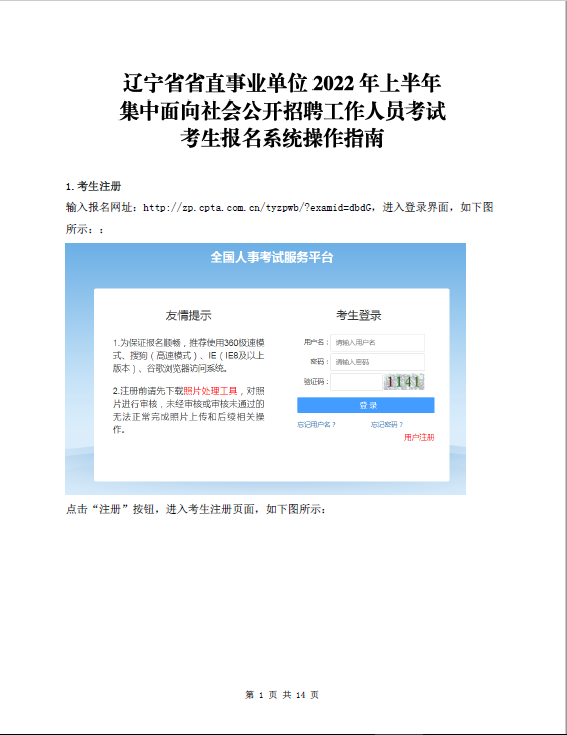 辽宁省省直事业单位 2022 年上半年
集中面向社会公开招聘工作人员考试
考生报名系统操作指南
1.考生注册
输入报名网址：http://zp.cpta.com.cn/tyzpwb/?examid=dbdG，进入登录界面，如下图
所示：：
全国人事考试服务平台
友情提示
1.为保证报名顺畅，推荐使用360极速模
式、搜狗（高速模式）、IE（IE8及以上
版本）、谷歌浏览器访问系统。
2.注册前请先下载照片处理工具，对照
片进行审核，未经审核或审核未通过的
无法正常完成照片上传和后续相关操
作。
考生登录
用户名：请输入用户名
密码：请输入密码
验证码：1141
登 录
忘记用户名？ 忘记密码？
用户注册
点击“注册”按钮，进入考生注册页面，如下图所示：
第 1 页 共 14 页